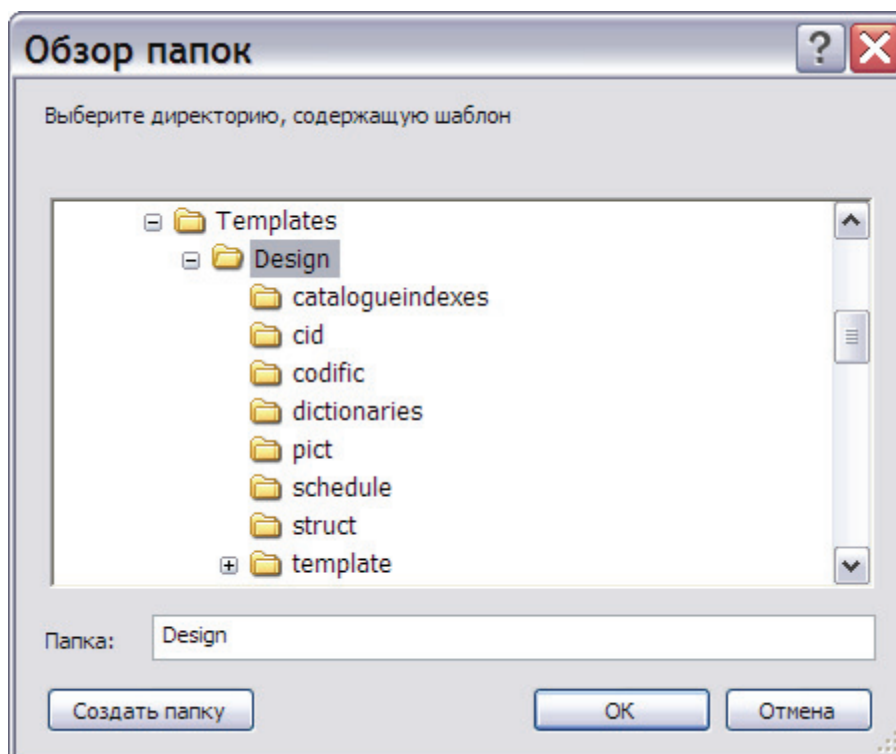 Обзор папок
Выберите директорию, содержащую шаблон
Templates
Design
catalogueindexes
cid
codific
dictionaries
pict
schedule
struct
template
Папка: Design
Создать папку OK Отмена